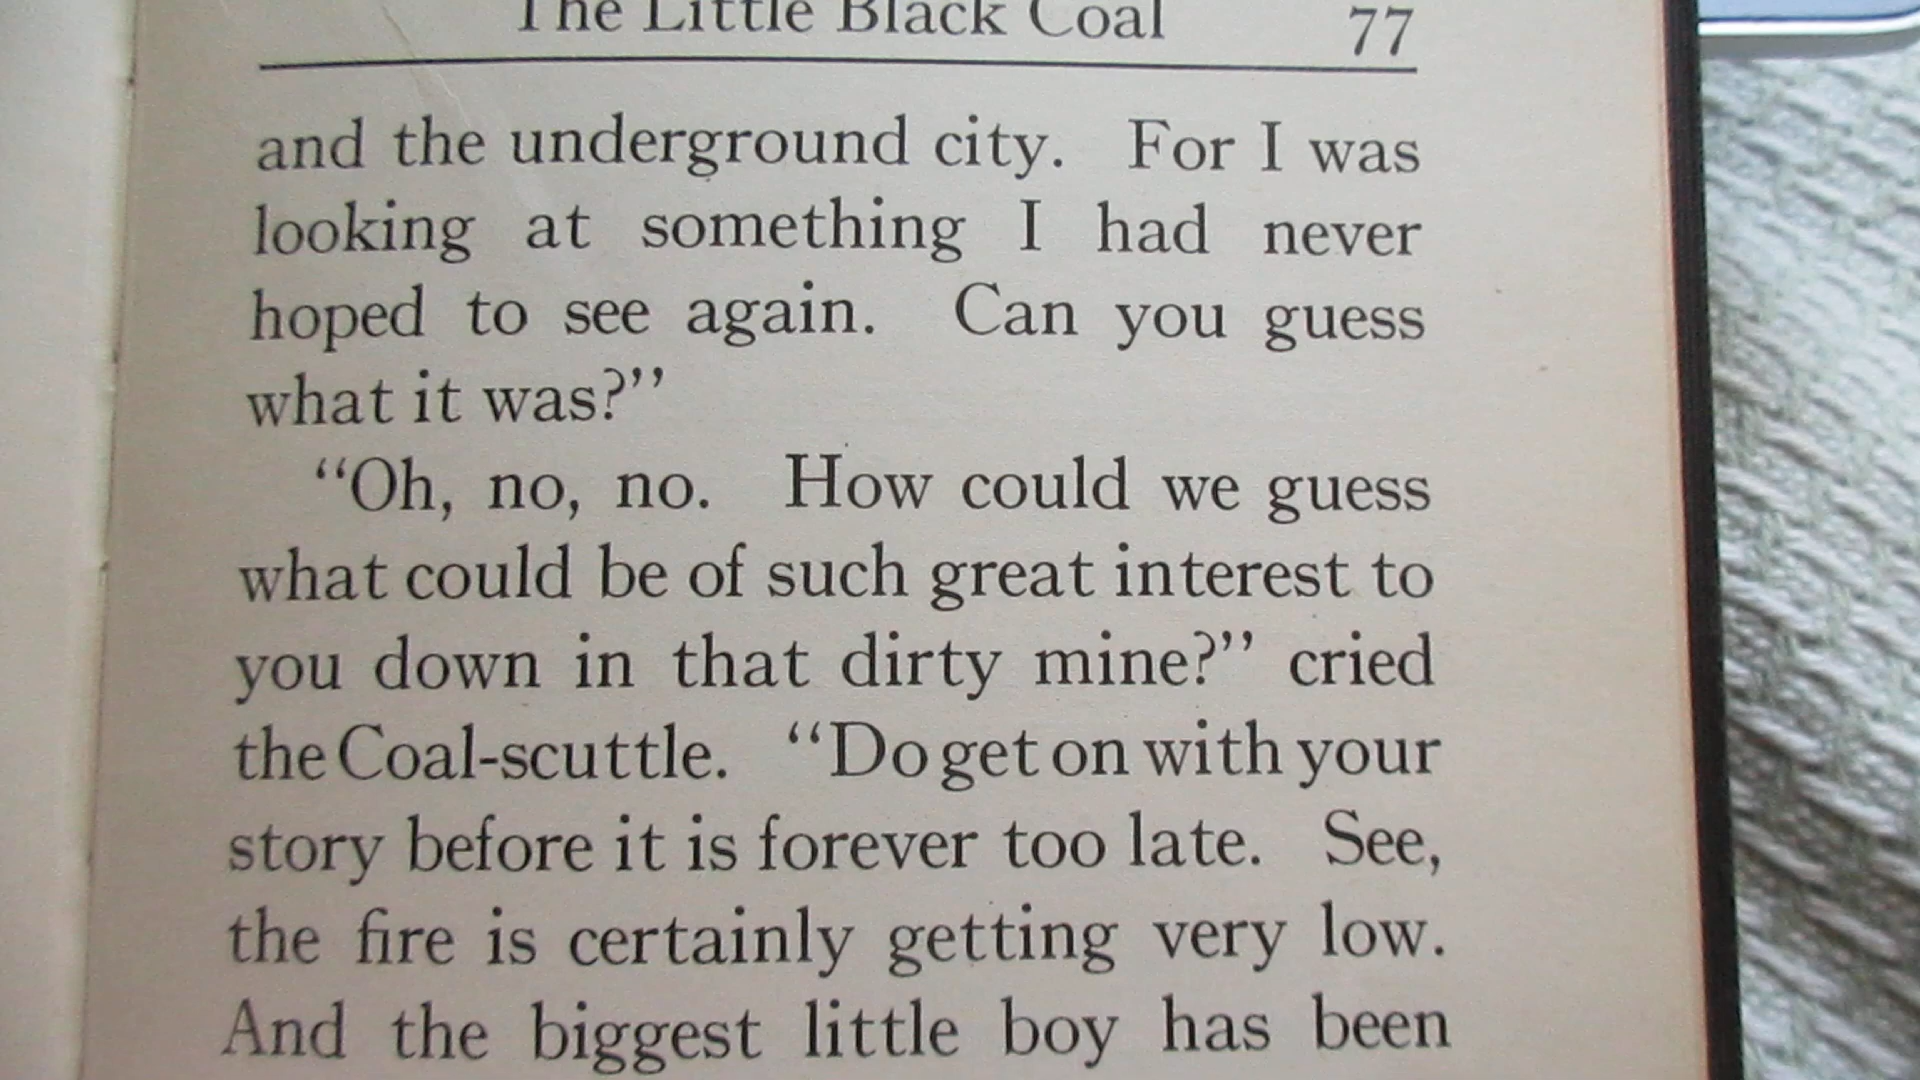 The Little Black Coal 77
and the underground city. For I was
looking at something I had never
hoped to see again. Can you guess
what it was?”
“Oh, no, no. How could we guess
what could be of such great interest to
you down in that dirty mine?” cried
the Coal-scuttle. “Do get on with your
story before it is forever too late. See,
the fire is certainly getting very low.
And the biggest little boy has been